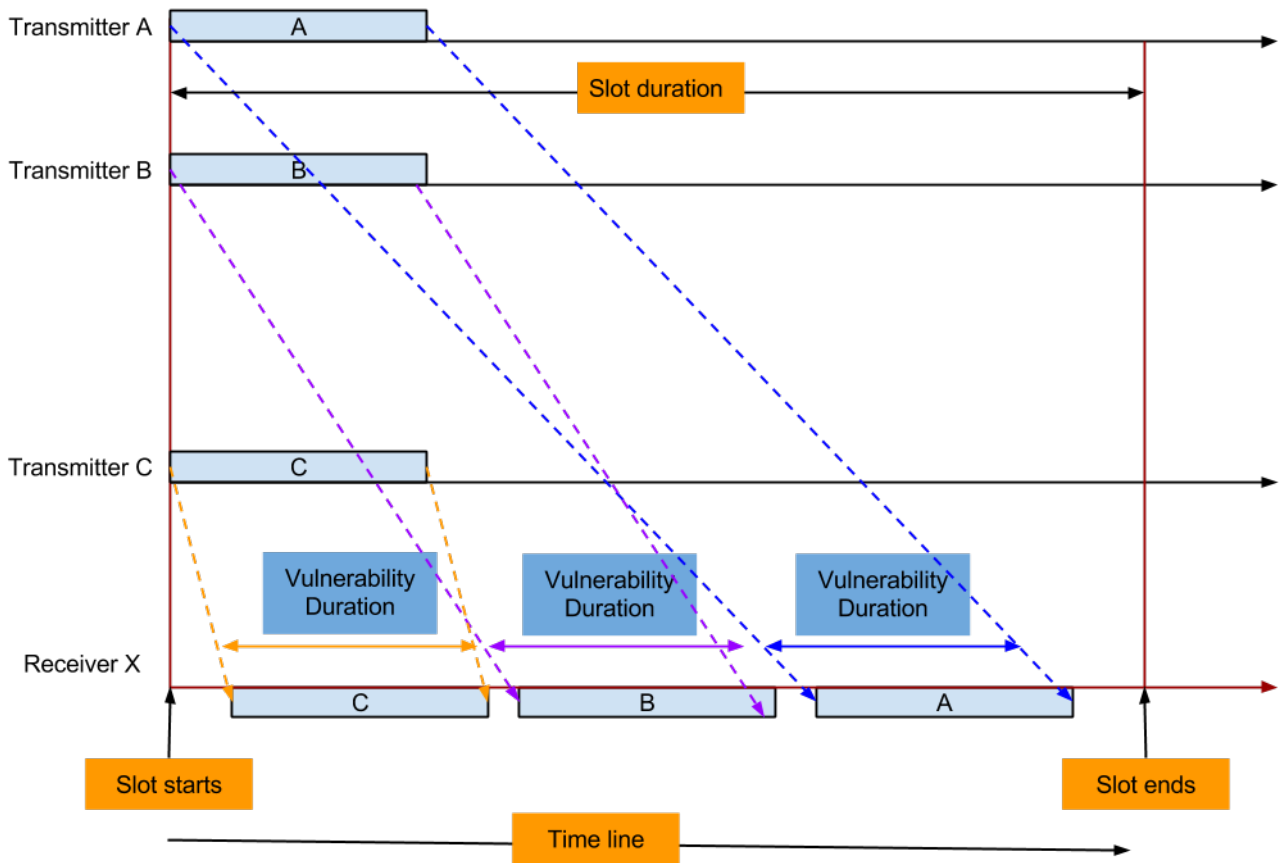 Transmitter A
A
Slot duration
Transmitter B
B
Transmitter C
C
Vulnerability
Duration
Vulnerability
Duration
Vulnerability
Duration
Receiver X
C
B
A
Slot starts
Slot ends
Time line